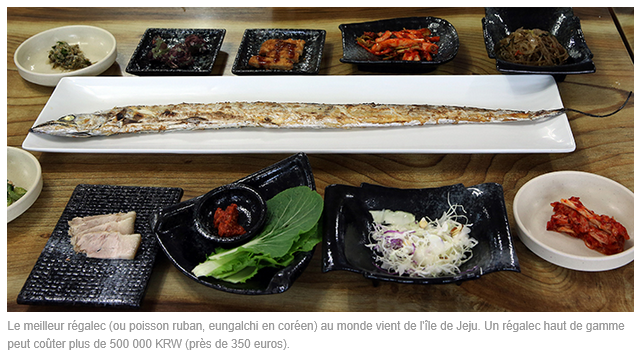 Le meilleur régalec (ou poisson ruban, eungalchi en coréen) au monde vient de l'île de Jeju. Un régalec haut de gamme
peut coûter plus de 500 000 KRW (près de 350 euros).